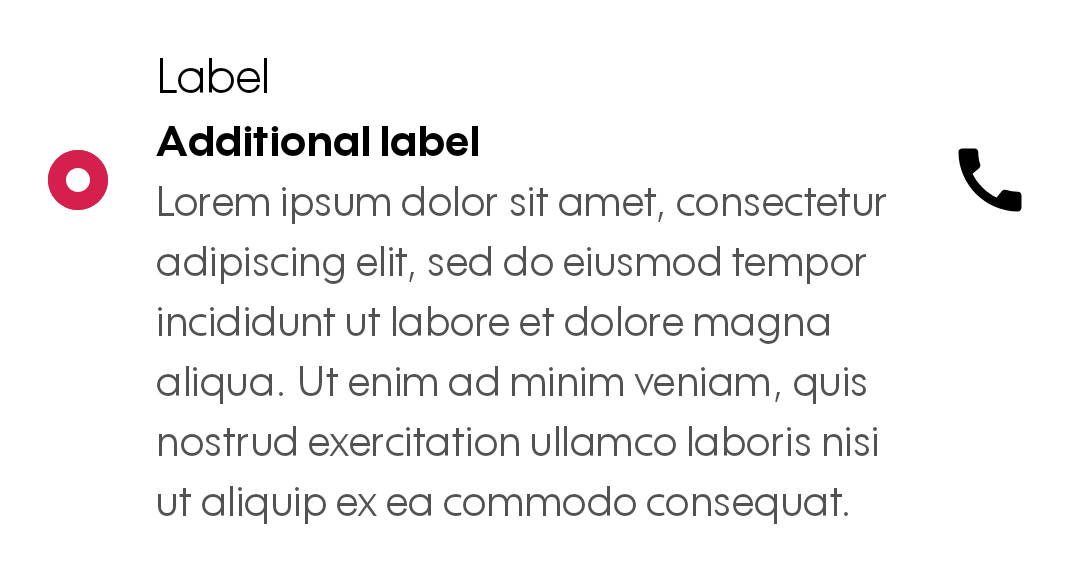 Label
Additional label
Lorem ipsum dolor sit amet, consectetur
adipiscing elit, sed do eiusmod tempor
incididunt ut labore et dolore magna
aliqua. Ut enim ad minim veniam, quis
nostrud exercitation ullamco laboris nisi
ut aliquip ex ea commodo consequat.